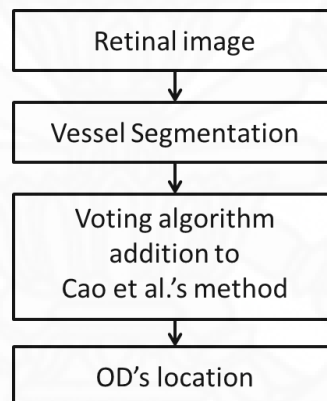 Retinal image
Vessel Segmentation
Voting algorithm
addition to
Cao et al.'s method
OD's location